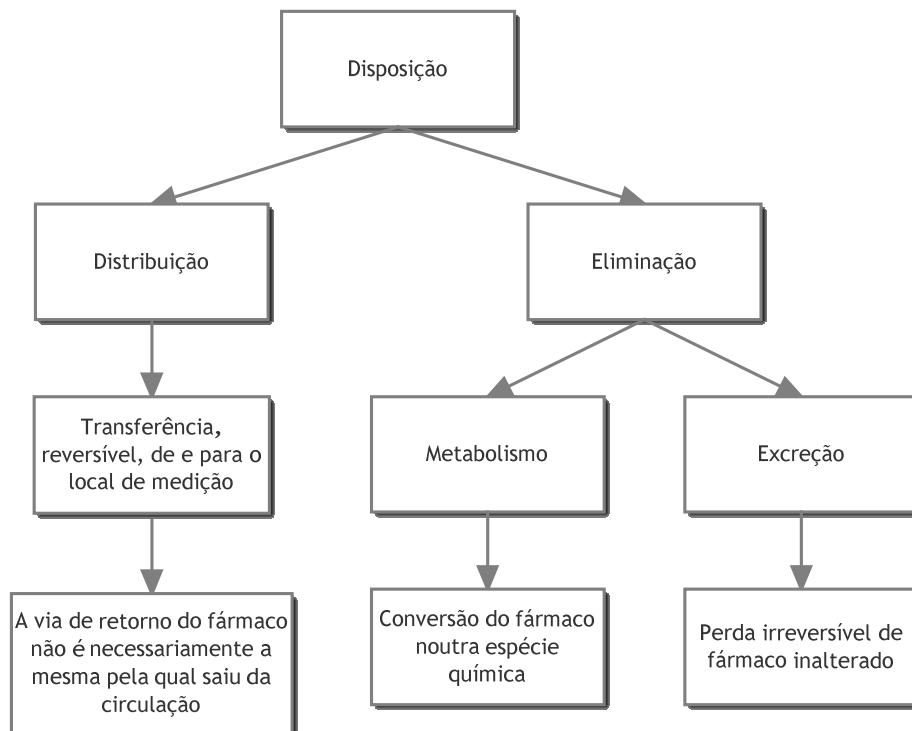 Disposição
Distribuição
Eliminação
Transferência,
reversível, de e para o
local de medição
Metabolismo
Excreção
A via de retorno do fármaco
não é necessariamente a
mesma pela qual saiu da
circulação
Conversão do fármaco
noutra espécie
química
Perda irreversível de
fármaco inalterado